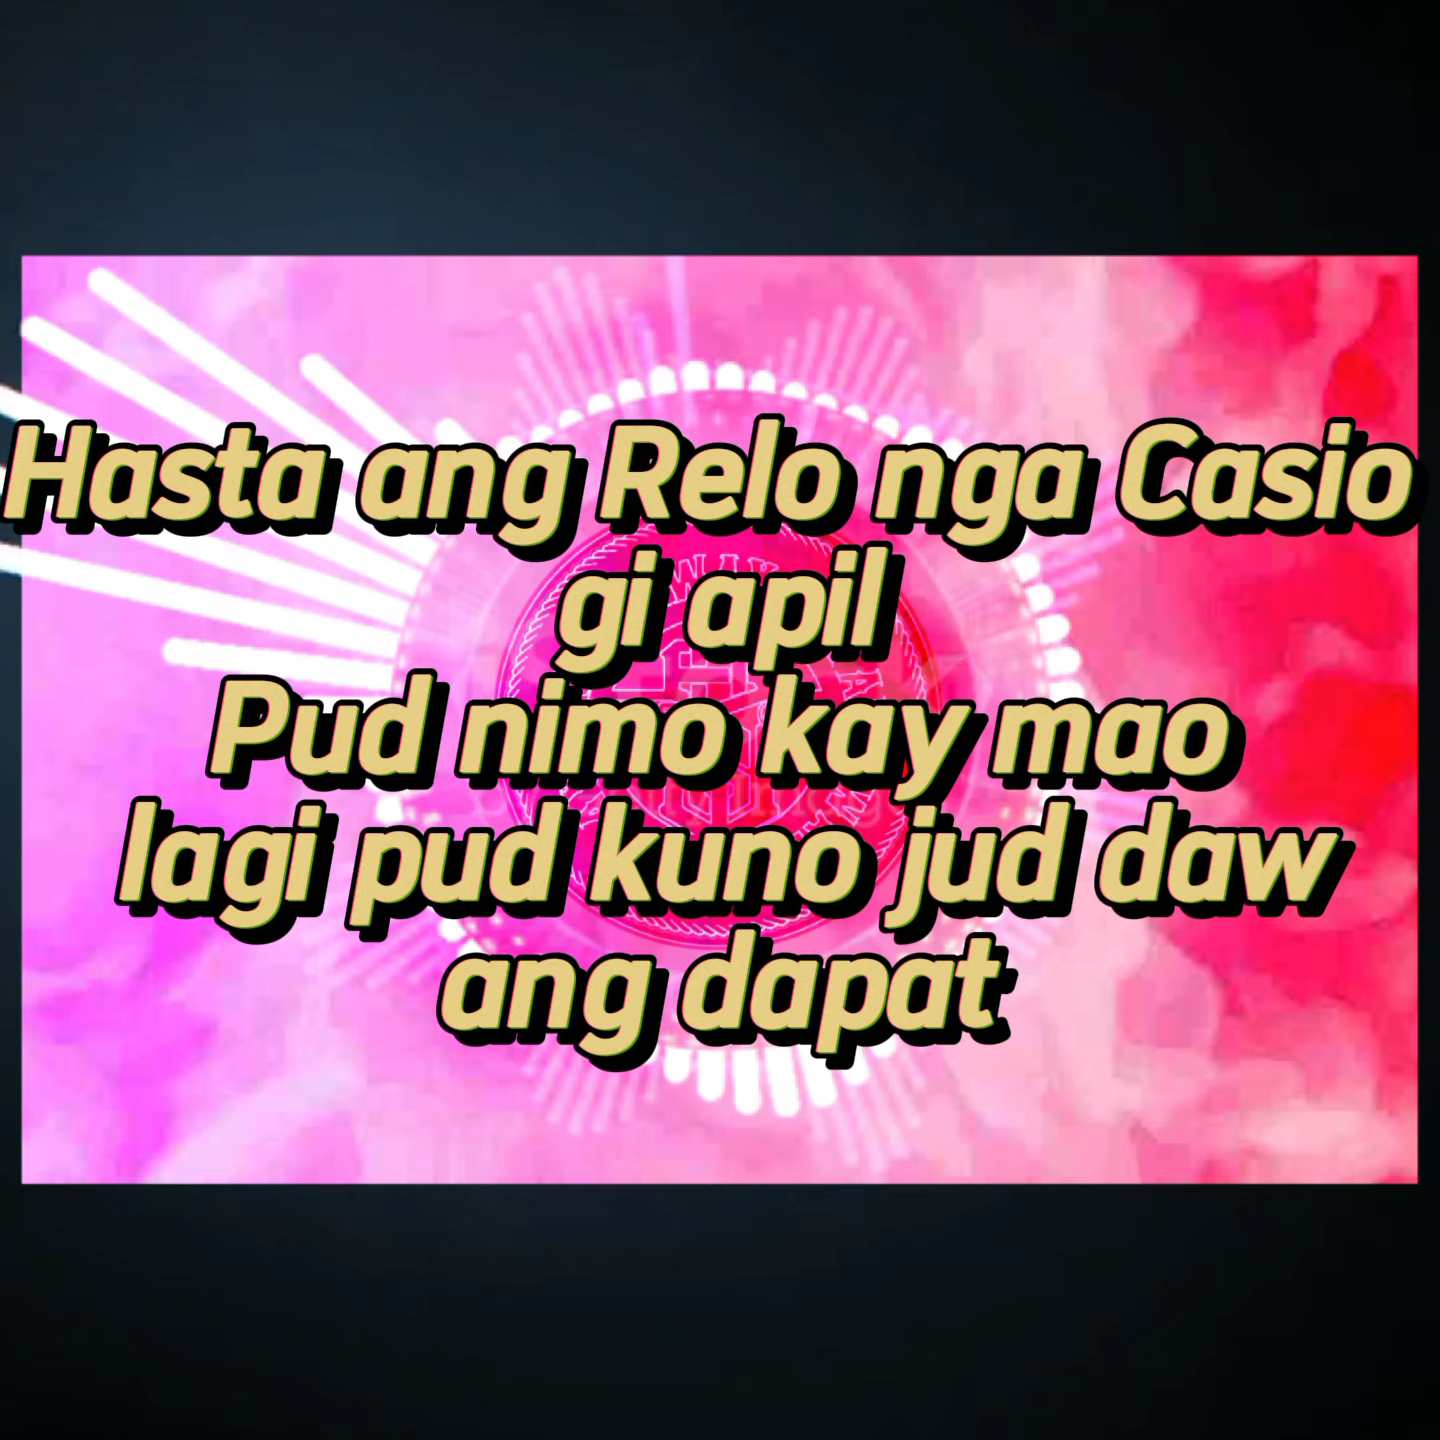 Hasta ang Relo nga Casio
gi apil
Pud nimo kay mao
lagi pud kuno jud daw
ang dapat